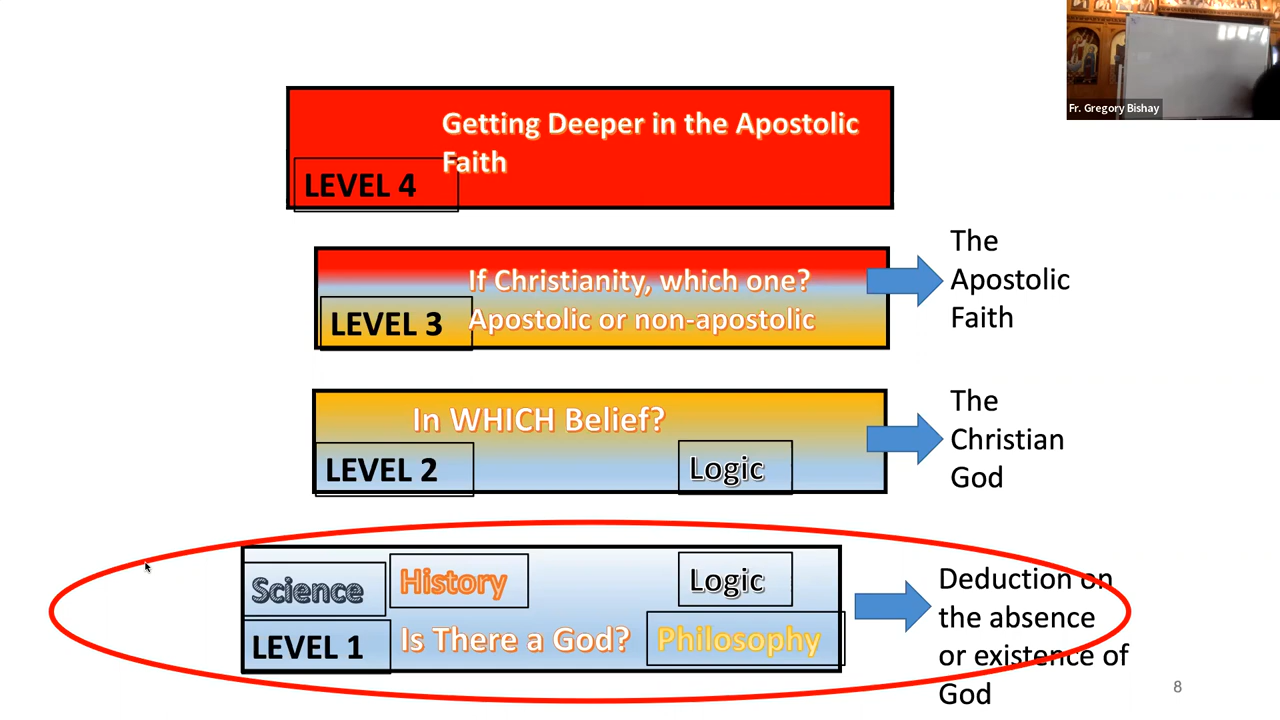 Fr. Gregory Bishay
Getting Deeper in the Apostolic
Faith
LEVEL 4
The
Apostolic
Faith
If Christianity, which one?
Apostolic or non-apostolic
LEVEL 3
The
Christian
God
In WHICH Belief?
LEVEL 2
Logic
Science
History
Logic
LEVEL 1
Is There a God?
Philosophy
Deduction on
the absence
or existence of
God
8